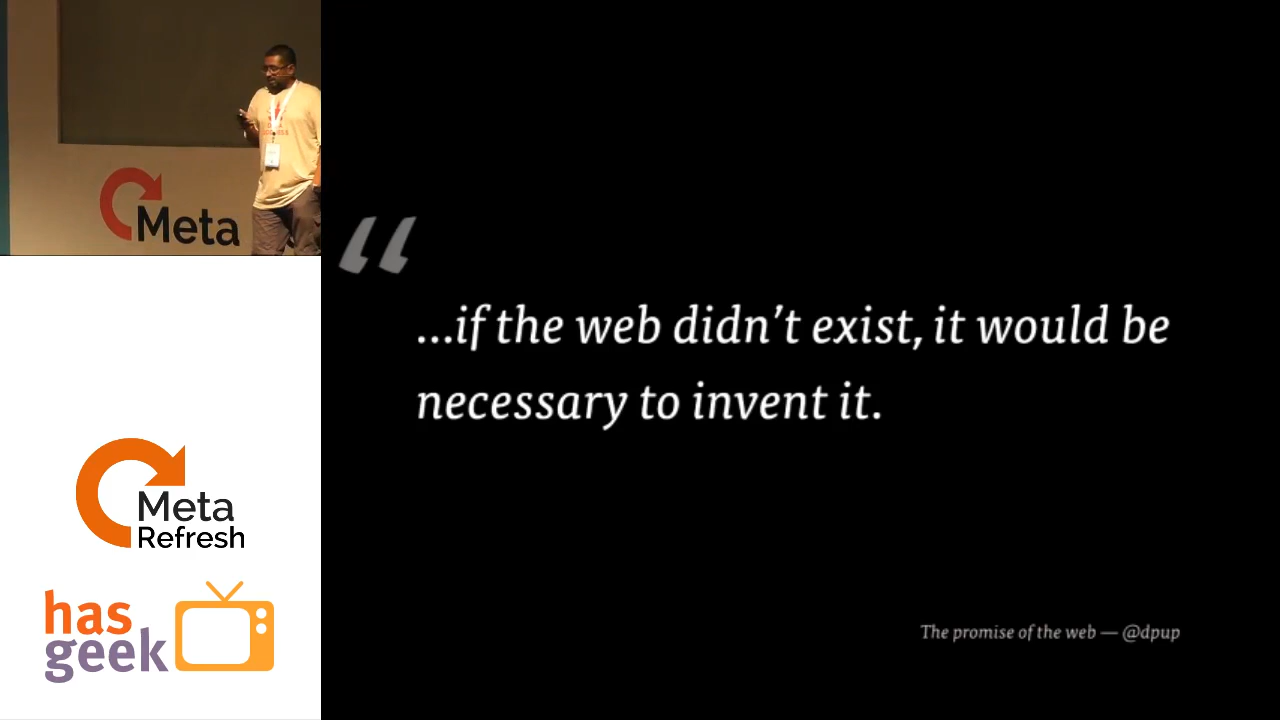 Meta
“
...if the web didn’t exist, it would be
necessary to invent it.
The promise of the web — @dpup
Meta
Refresh
has
geek